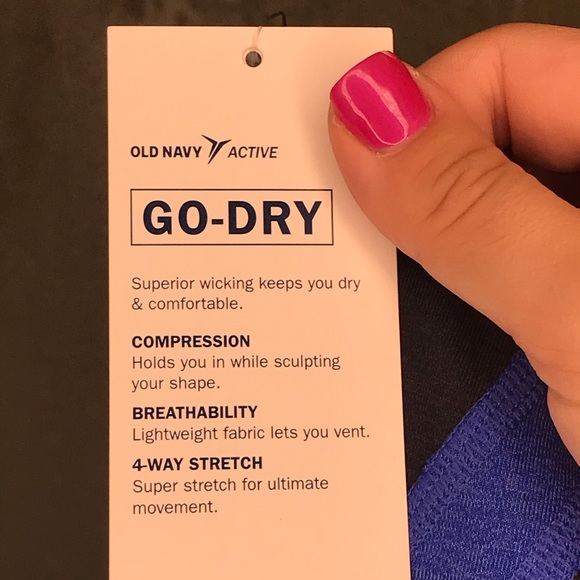 OLD NAVY ACTIVE
GO-DRY
Superior wicking keeps you dry
& comfortable.
COMPRESSION
Holds you in while sculpting
your shape.
BREATHABILITY
Lightweight fabric lets you vent.
4-WAY STRETCH
Super stretch for ultimate
movement.